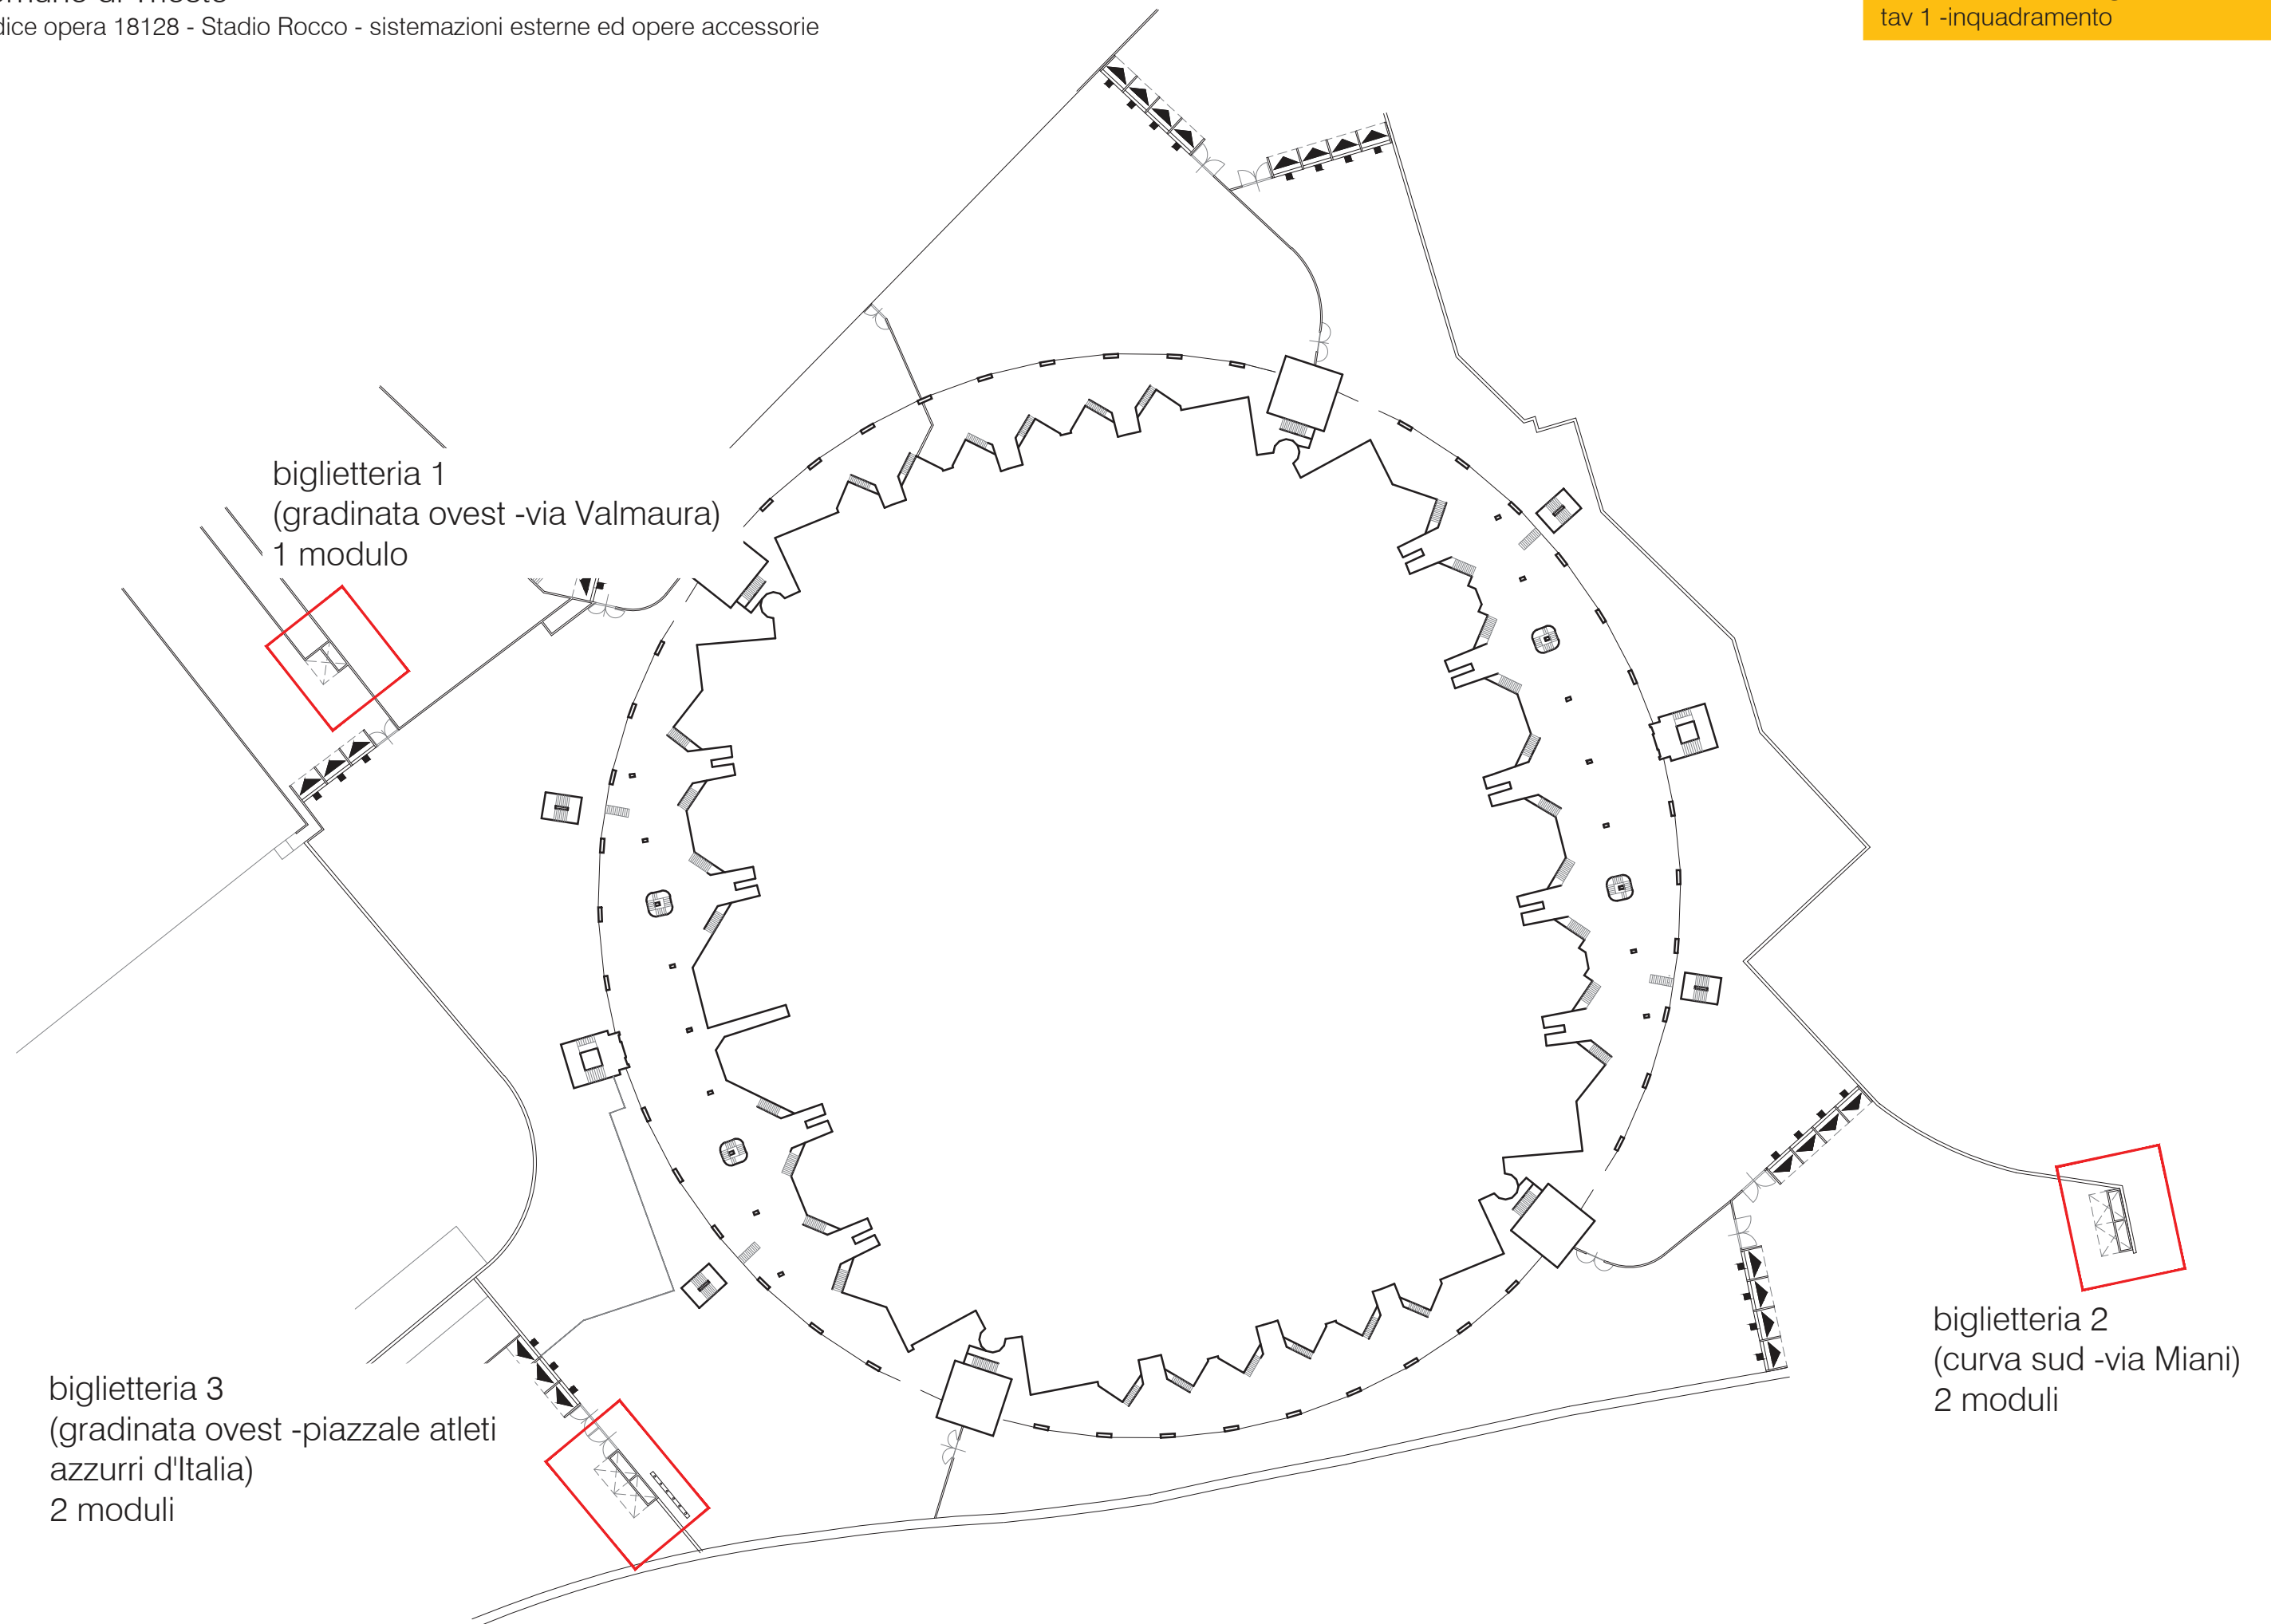 dice opera 18128 - Stadio Rocco - sistemazioni esterne ed opere accessorie
tav 1 -inquadramento
biglietteria 1
(gradinata ovest -via Valmaura)
1 modulo
biglietteria 2
(curva sud -via Miani)
2 moduli
biglietteria 3
(gradinata ovest -piazzale atleti
azzurri d'Italia)
2 moduli